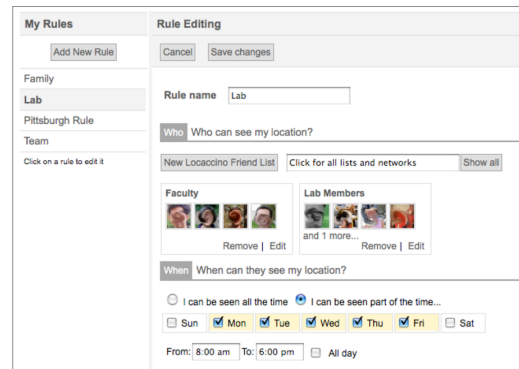 My Rules
Rule Editing
Add New Rule
Cancel
Save changes
Family
Lab
Pittsburgh Rule
Team
Click on a rule to edit it
Rule name
Lab
Who
Who can see my location?
New Locaccino Friend List
Click for all lists and networks
Show all
Faculty
Remove | Edit
Lab Members
and 1 more...
Remove | Edit
When
When can they see my location?
I can be seen all the time
I can be seen part of the time...
Sun
Mon
Tue
Wed
Thu
Fri
Sat
From: 8:00 am To: 6:00 pm
All day